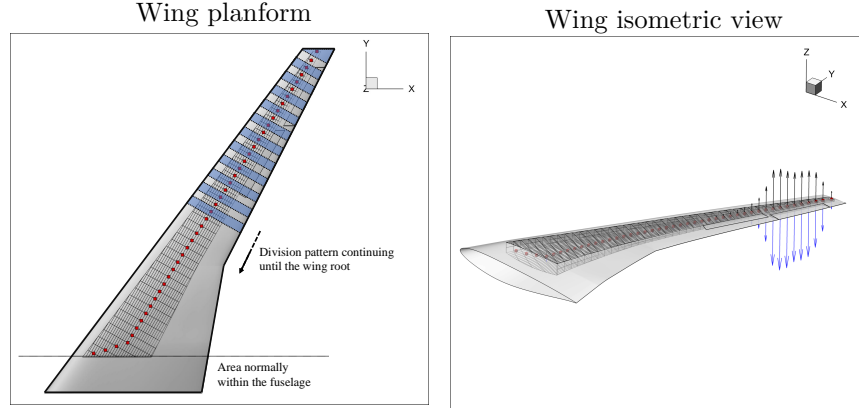 Wing planform
Wing isometric view
Y
Z
X
Z
Y
X
Division pattern continuing
until the wing root
Area normally
within the fuselage